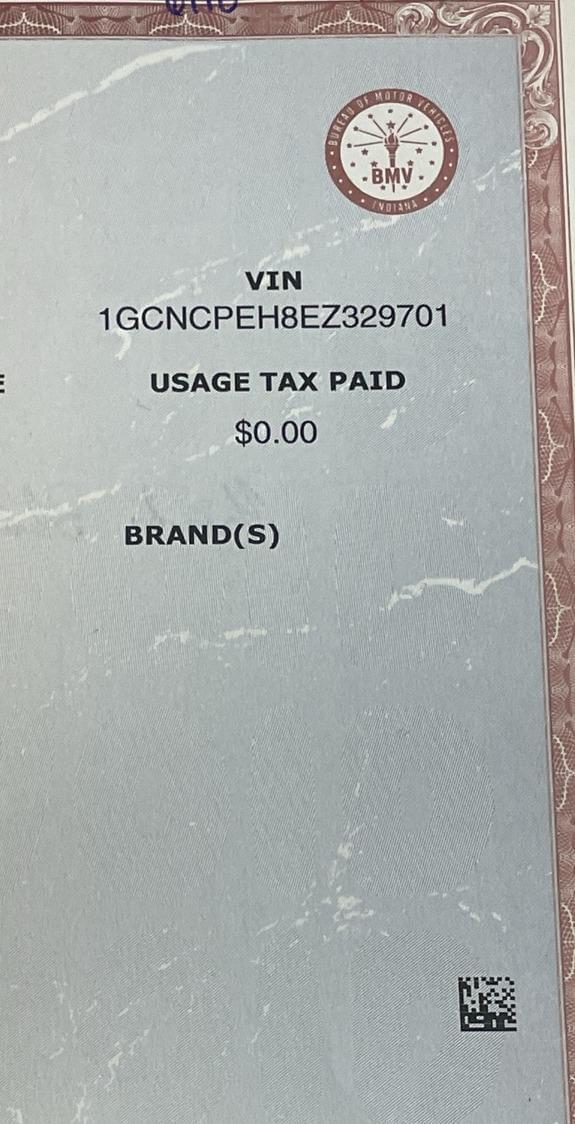 BUREAU OF MOTOR VEHICLES
BMV
INDIANA
VIN
1GCNCPEH8EZ329701
E
USAGE TAX PAID
$0.00
BRAND(S)